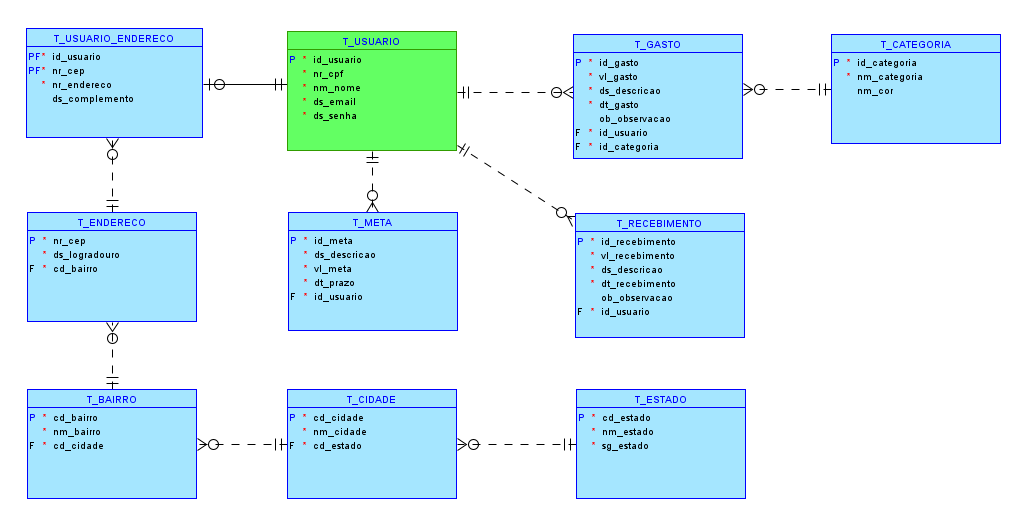 T_USUARIO_ENDERECO
PF* id_usuario
PF* nr_cep
* nr_endereco
ds_complemento
T_USUARIO
P * id_usuario
* nr_cpf
* nm_nome
* ds_email
* ds_senha
T_GASTO
P * id_gasto
* vl_gasto
* ds_descricao
* dt_gasto
ob_observacao
F * id_usuario
F * id_categoria
T_CATEGORIA
P * id_categoria
* nm_categoria
nm_cor
T_ENDERECO
P * nr_cep
* ds_logradouro
F * cd_bairro
T_META
P * id_meta
* ds_descricao
* vl_meta
* dt_prazo
F * id_usuario
T_RECEBIMENTO
P * id_recebimento
* vl_recebimento
* ds_descricao
* dt_recebimento
ob_observacao
F * id_usuario
T_BAIRRO
P * cd_bairro
* nm_bairro
F * cd_cidade
T_CIDADE
P * cd_cidade
* nm_cidade
F * cd_estado
T_ESTADO
P * cd_estado
* nm_estado
* sg_estado